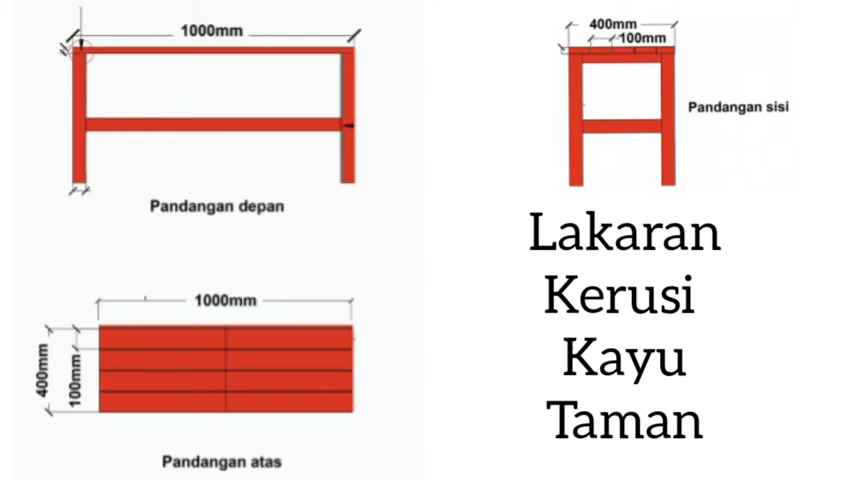 1000mm
Pandangan depan
400mm
100mm
Pandangan sisi
1000mm
400mm
100mm
Pandangan atas
Lakaran
Kerusi
Kayu
Taman